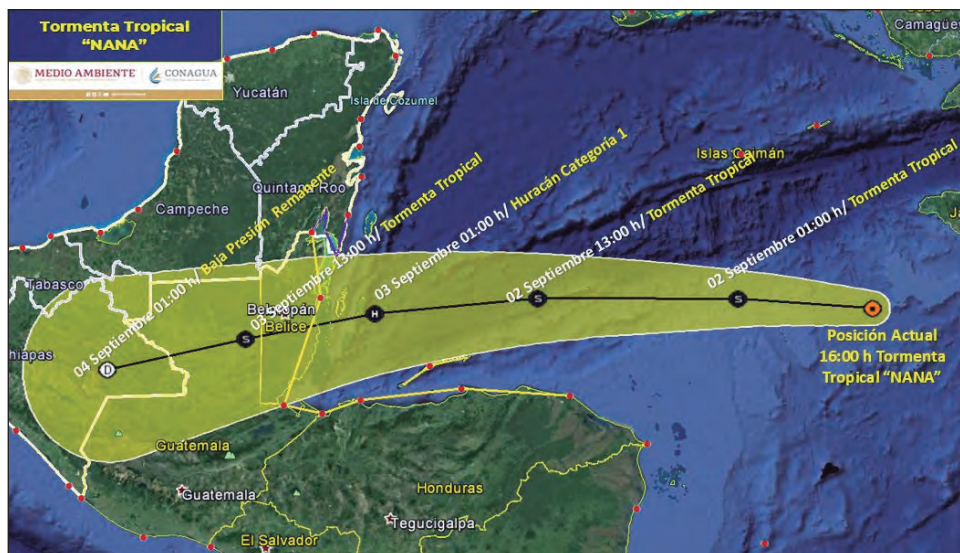 Tormenta Tropical
“NANA”
MEDIO AMBIENTE
CONAGUA
Camagüey
Yucatán
Isla de Cozumel
Islas Caimán
Quintana Roo
Campeche
Tabasco
04 Septiembre 01:00 h/ Baja Presión Remanente
03 Septiembre 13:00 h/ Tormenta Tropical
03 Septiembre 01:00 h/ Huracán Categoría 1
02 Septiembre 13:00 h/ Tormenta Tropical
02 Septiembre 01:00 h/ Tormenta Tropical
Ja
Belmopán
Belice
hiapas
D
S
H
S
S
Posición Actual
16:00 h Tormenta
Tropical “NANA”
Guatemala
Guatemala
Honduras
Tegucigalpa
El Salvador